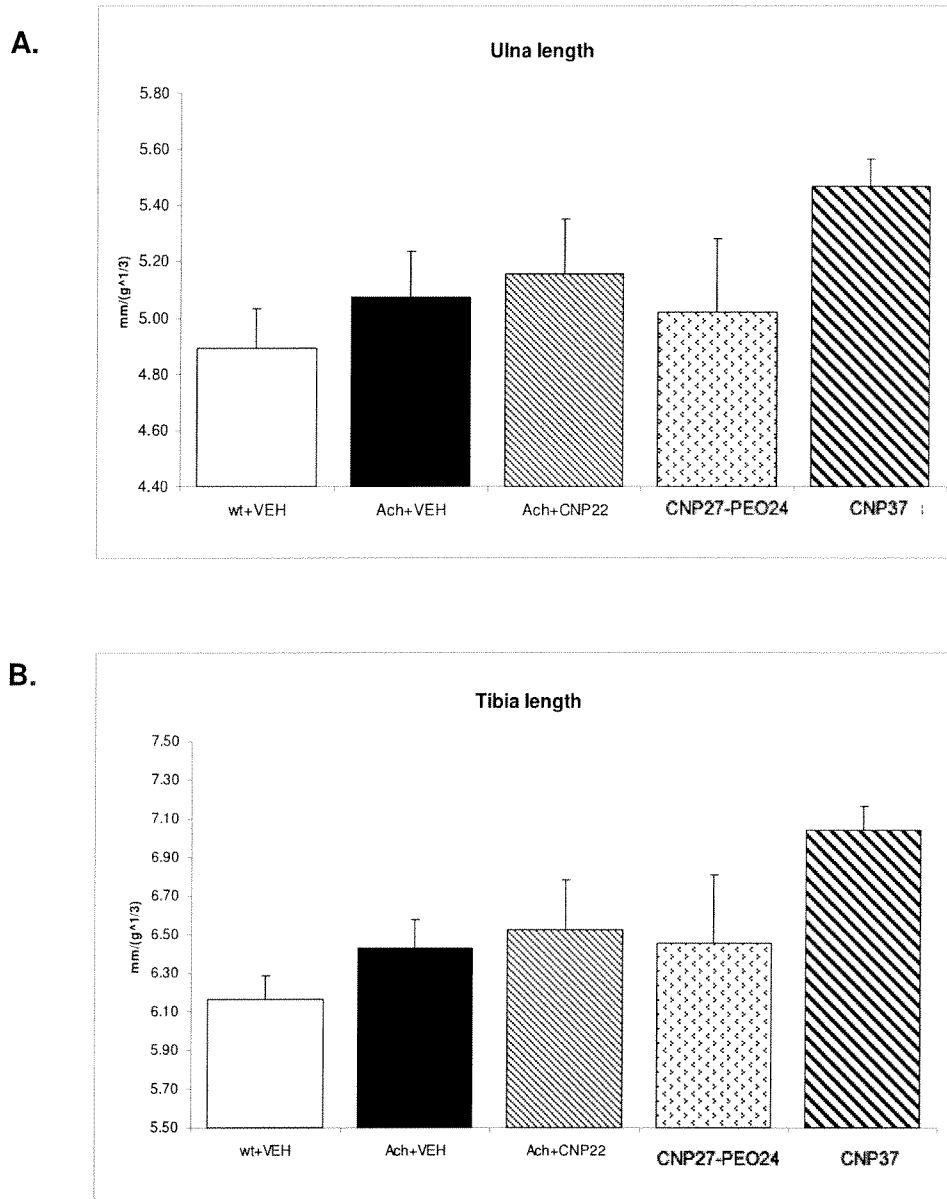 A.
Ulna length
5.80
5.60
5.40
5.20
5.00
4.80
4.60
4.40
mm/(g^1/3)
wt+VEH Ach+VEH Ach+CNP22 CNP27-PEO24 CNP37
B.
Tibia length
7.50
7.30
7.10
6.90
6.70
6.50
6.30
6.10
5.90
5.70
5.50
mm/(g^1/3)
wt+VEH Ach+VEH Ach+CNP22 CNP27-PEO24 CNP37